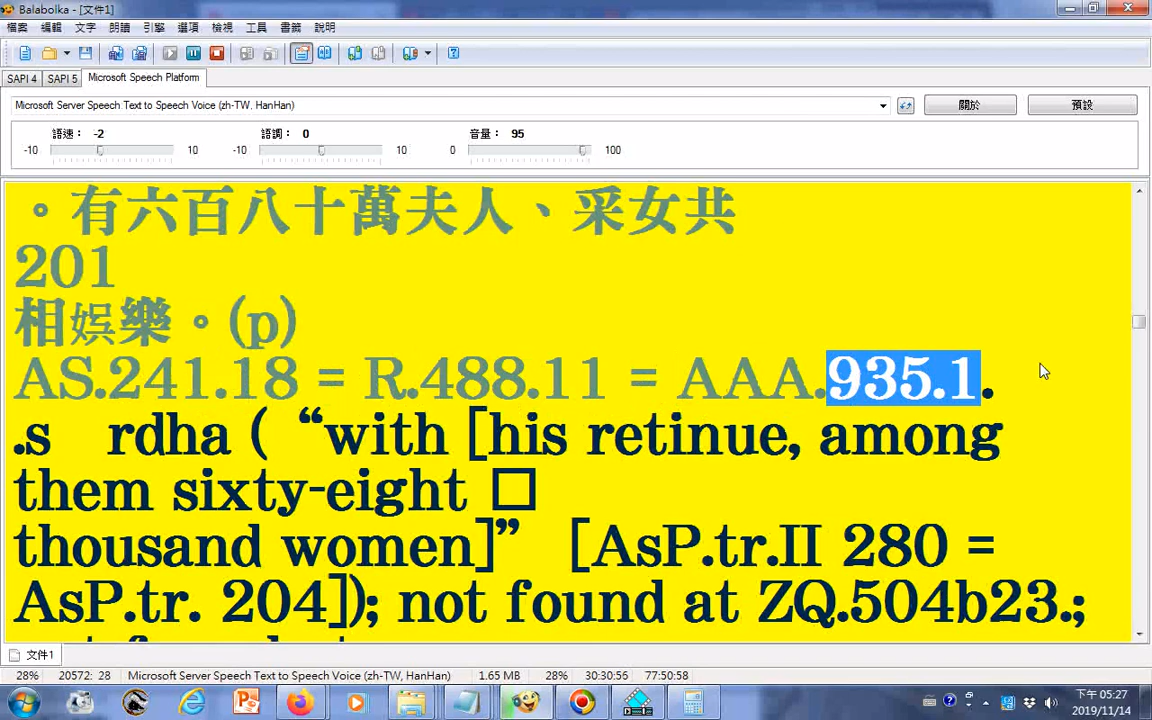 Balabolka - [文件1]
檔案 編輯 文字 朗讀 引擎 選項 檢視 工具 書籤 說明
SAPI 4 SAPI 5 Microsoft Speech Platform
Microsoft Server Speech Text to Speech Voice (zh-TW, HanHan) 關於 預設
語速： -2 語調： 0 音量： 95
-10 10 -10 10 0 100
。有六百八十萬夫人、采女共
201
相娛樂。(p)
AS.241.18 = R.488.11 = AAA.935.1.
.s rdha (“with [his retinue, among
them sixty-eight □
thousand women]” [AsP.tr.II 280 =
AsP.tr. 204]); not found at ZQ.504b23.;
文件1
28% 20572: 28 Microsoft Server Speech Text to Speech Voice (zh-TW, HanHan) 1.65 MB 28% 30:30:56 77:50:58
下午 05:27
2019/11/14